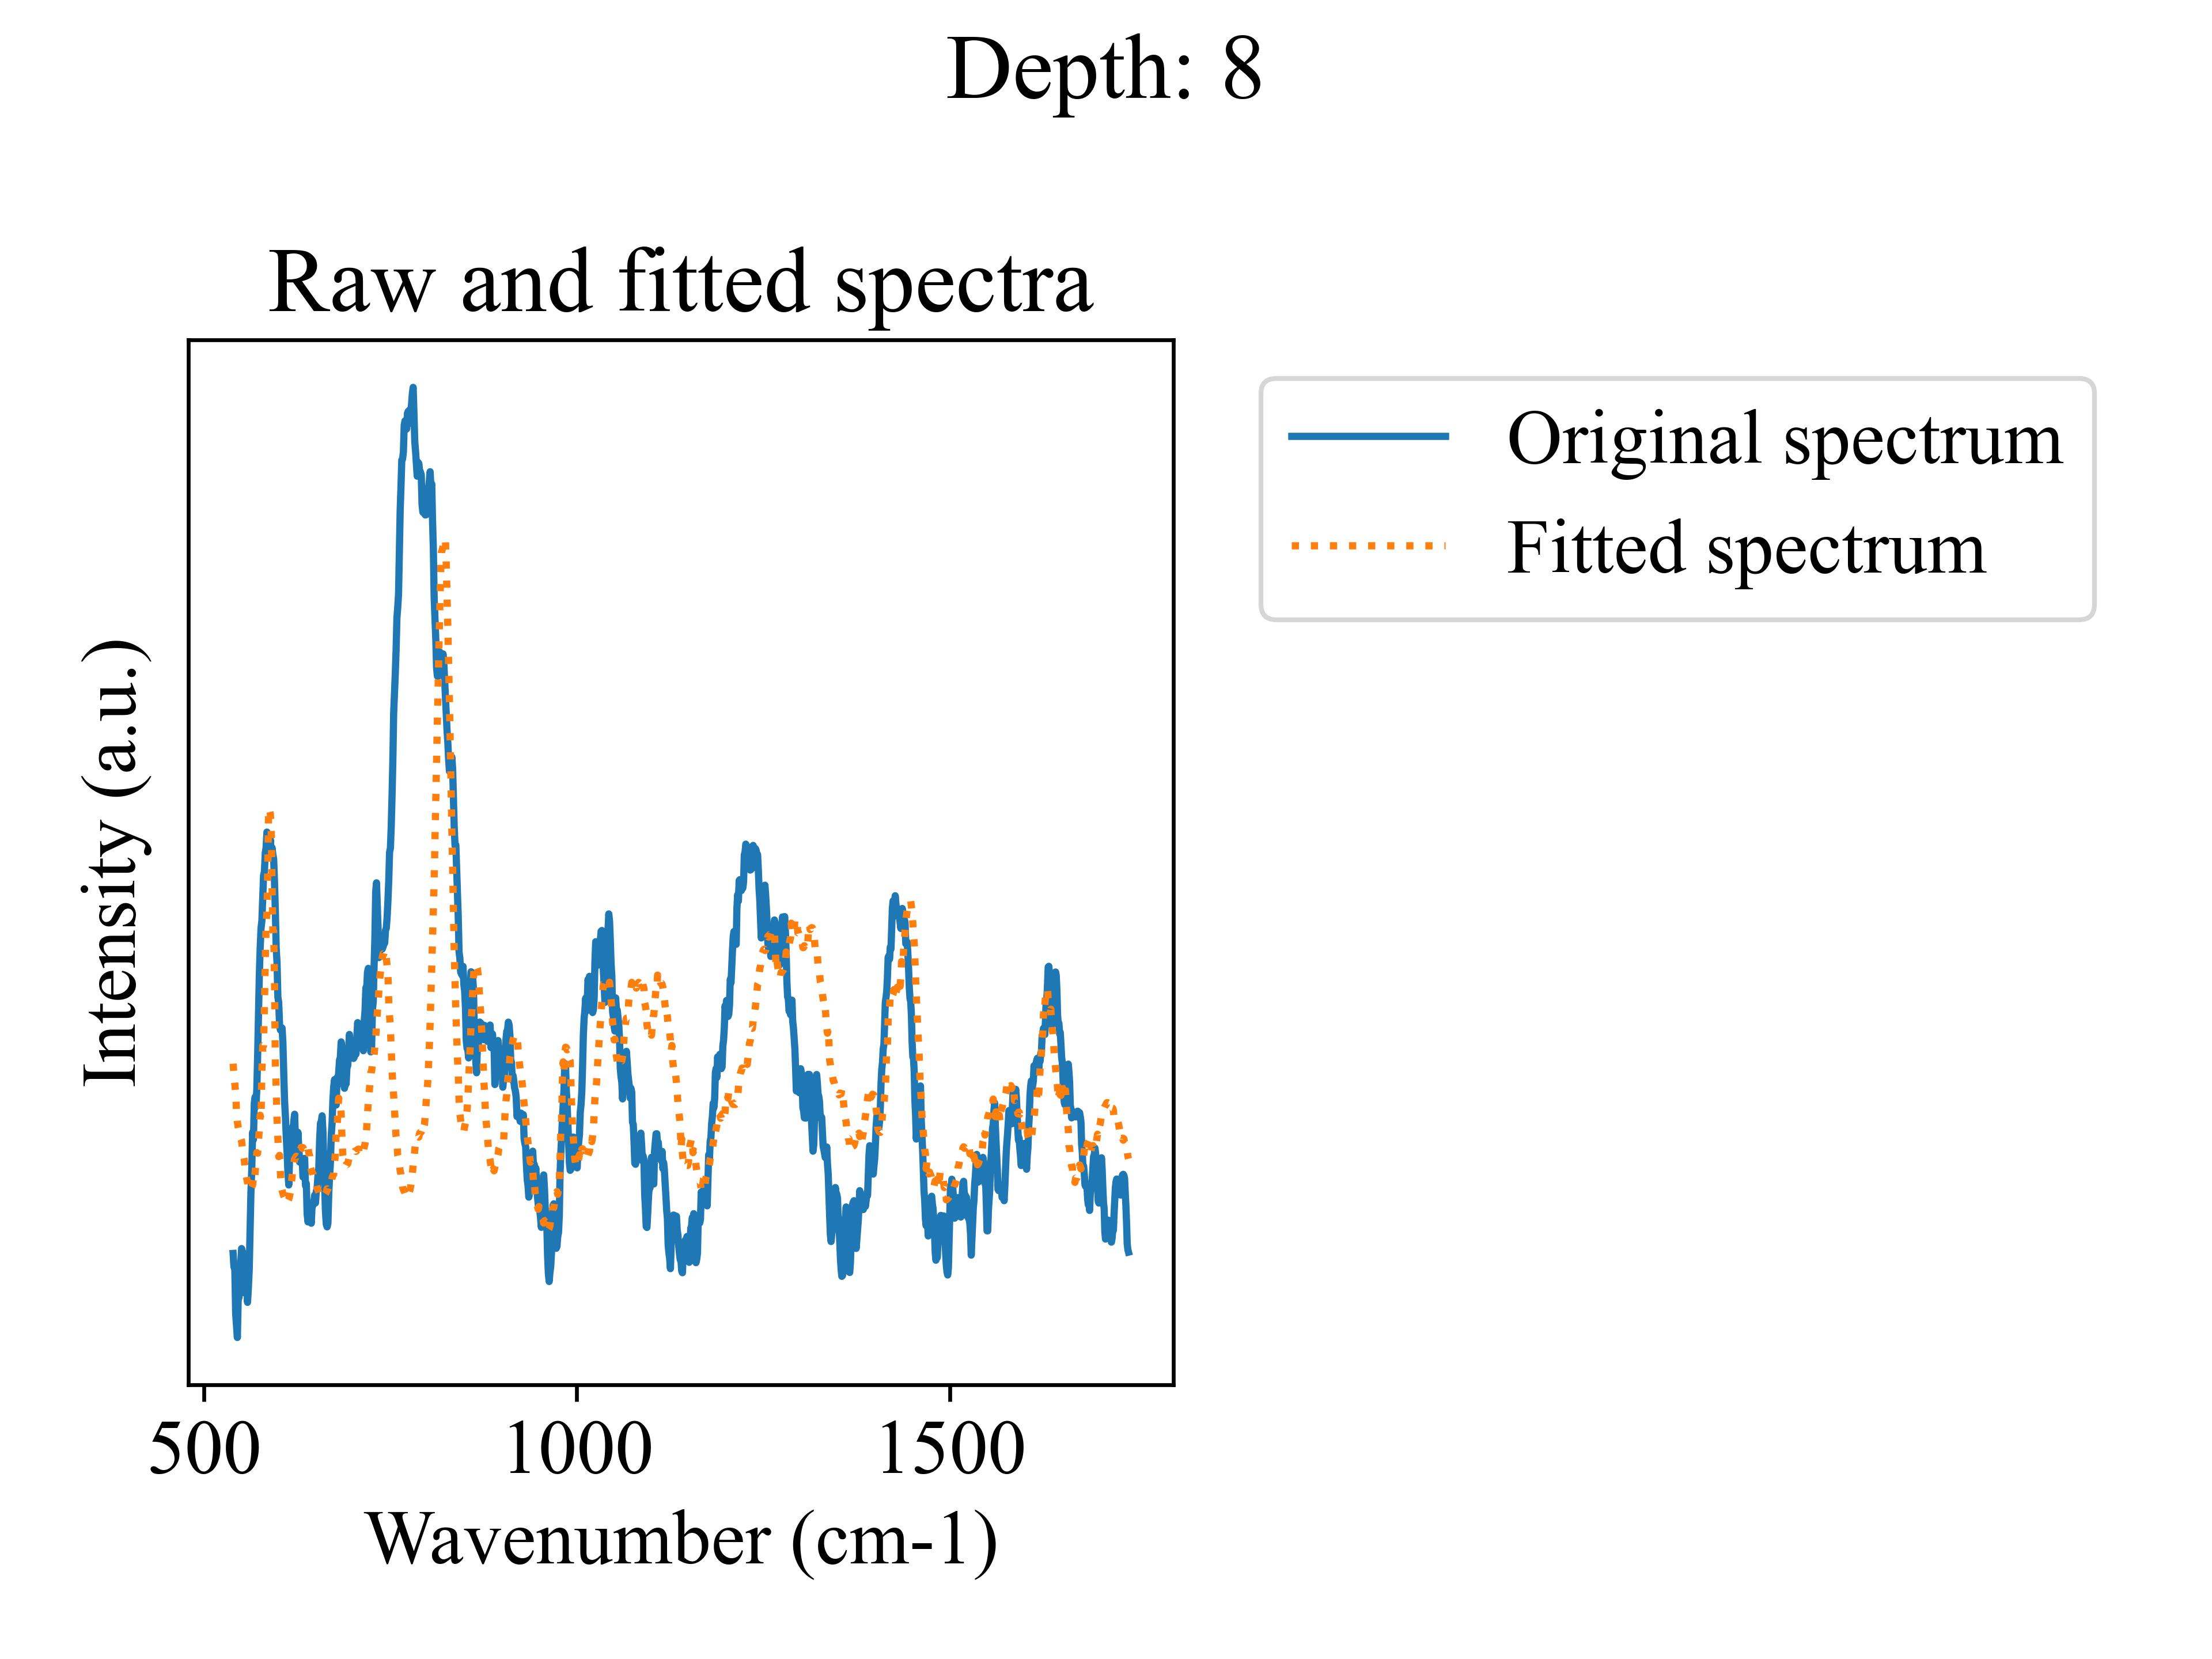 Depth: 8
Raw and fitted spectra
Original spectrum
Fitted spectrum
Intensity (a.u.)
500 1000 1500
Wavenumber (cm-1)